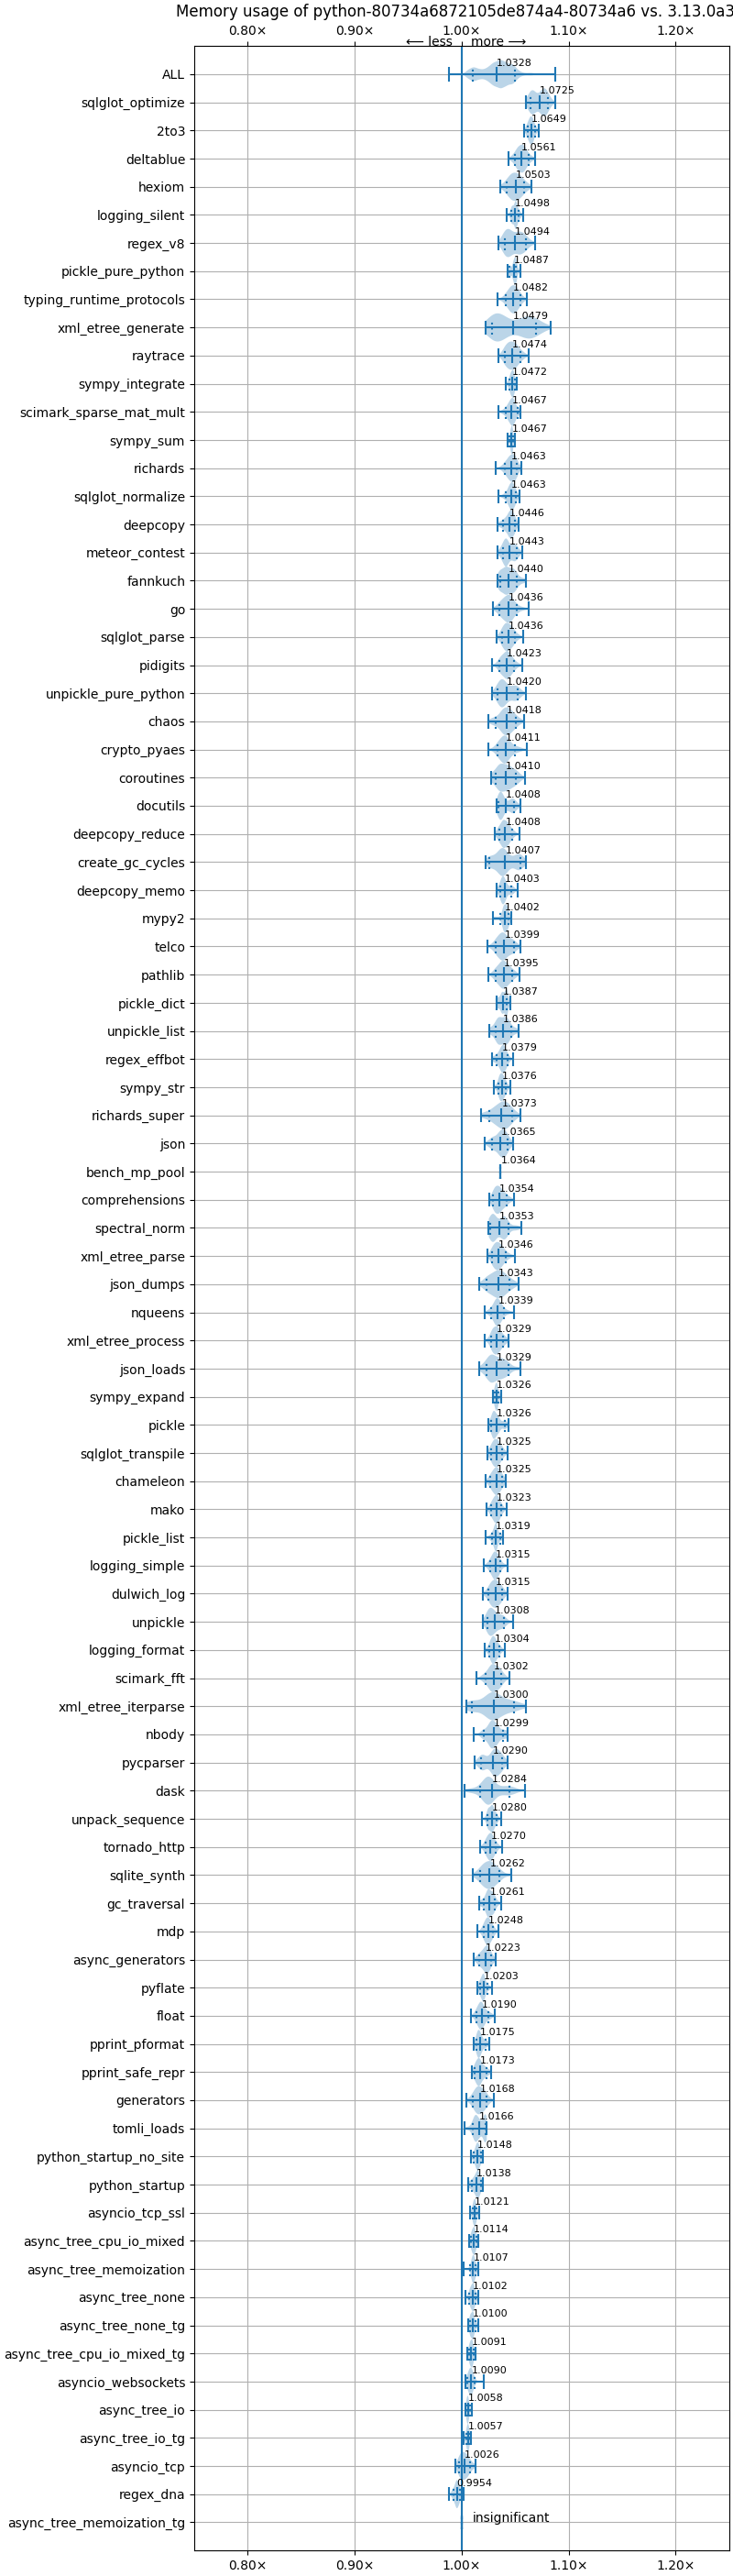 Memory usage of python-80734a6872105de874a4-80734a6 vs. 3.13.0a3
0.80× 0.90× 1.00× 1.10× 1.20×
⟵ less more ⟶
ALL 1.0328
sqlglot_optimize 1.0725
2to3 1.0649
deltablue 1.0561
hexiom 1.0503
logging_silent 1.0498
regex_v8 1.0494
pickle_pure_python 1.0487
typing_runtime_protocols 1.0482
xml_etree_generate 1.0479
raytrace 1.0474
sympy_integrate 1.0472
scimark_sparse_mat_mult 1.0467
sympy_sum 1.0467
richards 1.0463
sqlglot_normalize 1.0463
deepcopy 1.0446
meteor_contest 1.0443
fannkuch 1.0440
go 1.0436
sqlglot_parse 1.0436
pidigits 1.0423
unpickle_pure_python 1.0420
chaos 1.0418
crypto_pyaes 1.0411
coroutines 1.0410
docutils 1.0408
deepcopy_reduce 1.0408
create_gc_cycles 1.0407
deepcopy_memo 1.0403
mypy2 1.0402
telco 1.0399
pathlib 1.0395
pickle_dict 1.0387
unpickle_list 1.0386
regex_effbot 1.0379
sympy_str 1.0376
richards_super 1.0373
json 1.0365
bench_mp_pool 1.0364
comprehensions 1.0354
spectral_norm 1.0353
xml_etree_parse 1.0346
json_dumps 1.0343
nqueens 1.0339
xml_etree_process 1.0329
json_loads 1.0329
sympy_expand 1.0326
pickle 1.0326
sqlglot_transpile 1.0325
chameleon 1.0325
mako 1.0323
pickle_list 1.0319
logging_simple 1.0315
dulwich_log 1.0315
unpickle 1.0308
logging_format 1.0304
scimark_fft 1.0302
xml_etree_iterparse 1.0300
nbody 1.0299
pycparser 1.0290
dask 1.0284
unpack_sequence 1.0280
tornado_http 1.0270
sqlite_synth 1.0262
gc_traversal 1.0261
mdp 1.0248
async_generators 1.0223
pyflate 1.0203
float 1.0190
pprint_pformat 1.0175
pprint_safe_repr 1.0173
generators 1.0168
tomli_loads 1.0166
python_startup_no_site 1.0148
python_startup 1.0138
asyncio_tcp_ssl 1.0121
async_tree_cpu_io_mixed 1.0114
async_tree_memoization 1.0107
async_tree_none 1.0102
async_tree_none_tg 1.0100
async_tree_cpu_io_mixed_tg 1.0091
asyncio_websockets 1.0090
async_tree_io 1.0058
async_tree_io_tg 1.0057
asyncio_tcp 1.0026
regex_dna 0.9954
async_tree_memoization_tg insignificant
0.80× 0.90× 1.00× 1.10× 1.20×